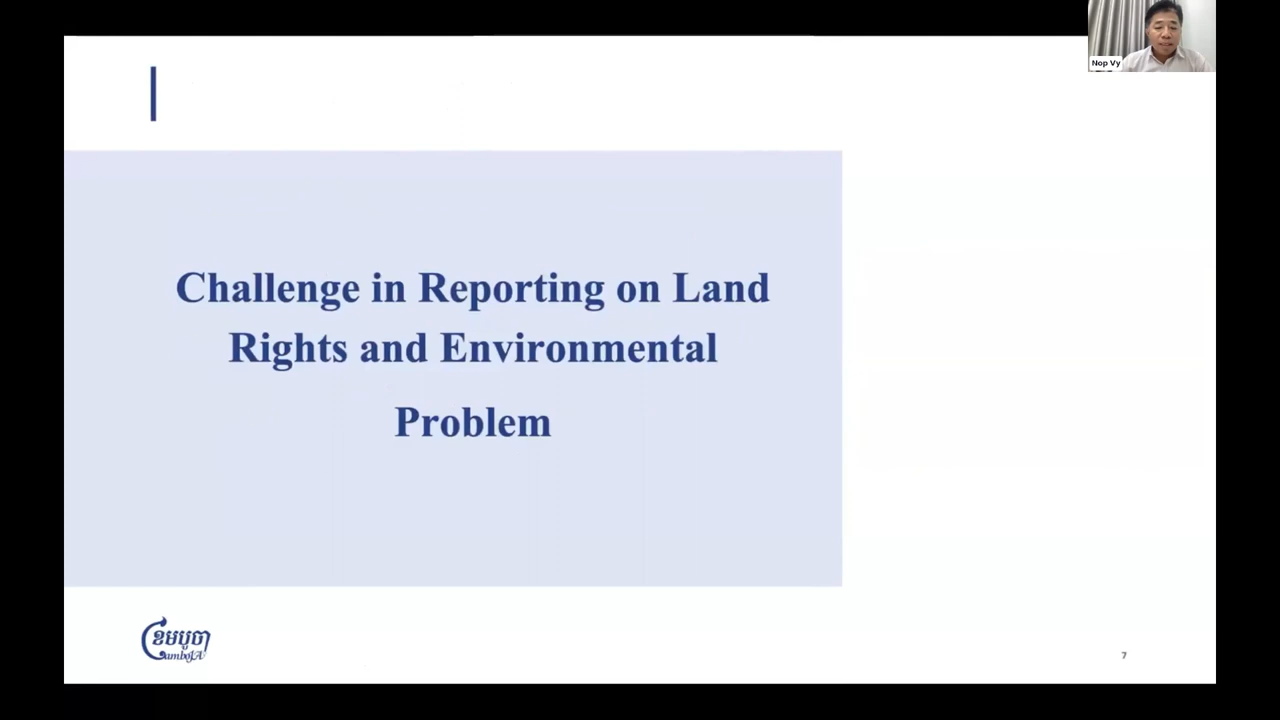 Nop Vy
Challenge in Reporting on Land
Rights and Environmental
Problem
ខមបូចា
CamboJA
7